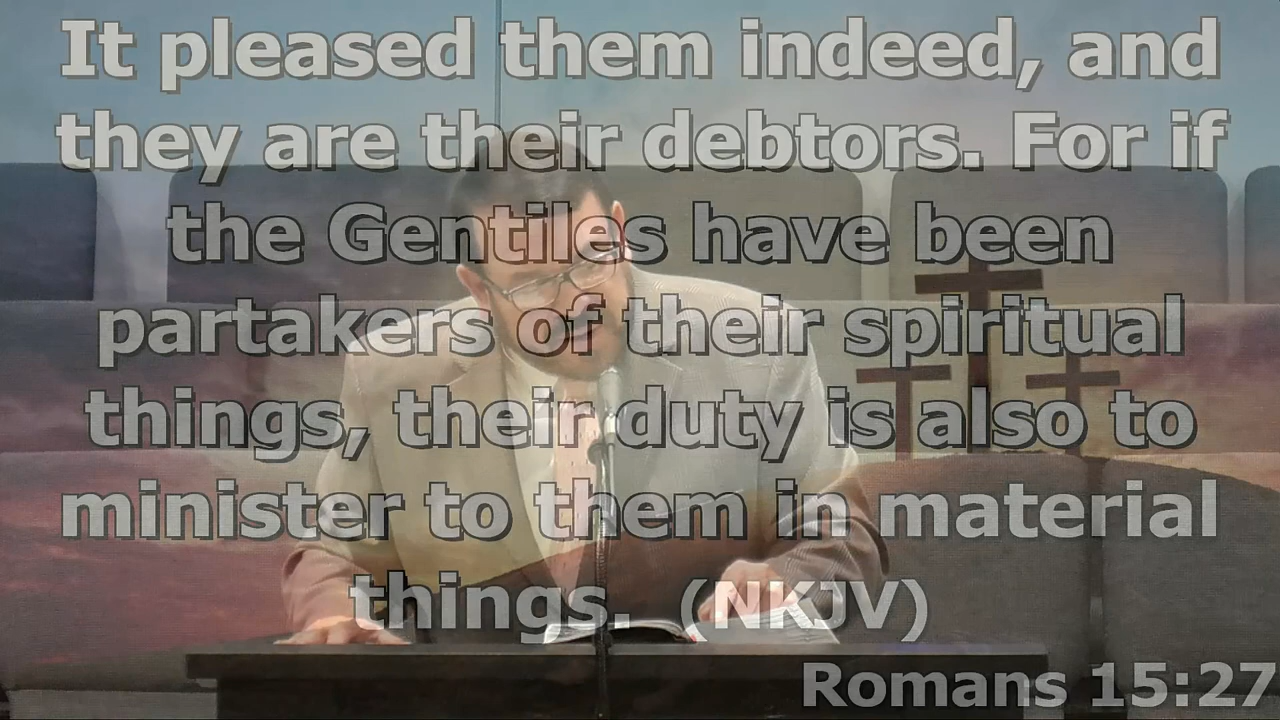 It pleased them indeed, and
they are their debtors. For if
the Gentiles have been
partakers of their spiritual
things, their duty is also to
minister to them in material
things.  (NKJV)
Romans 15:27